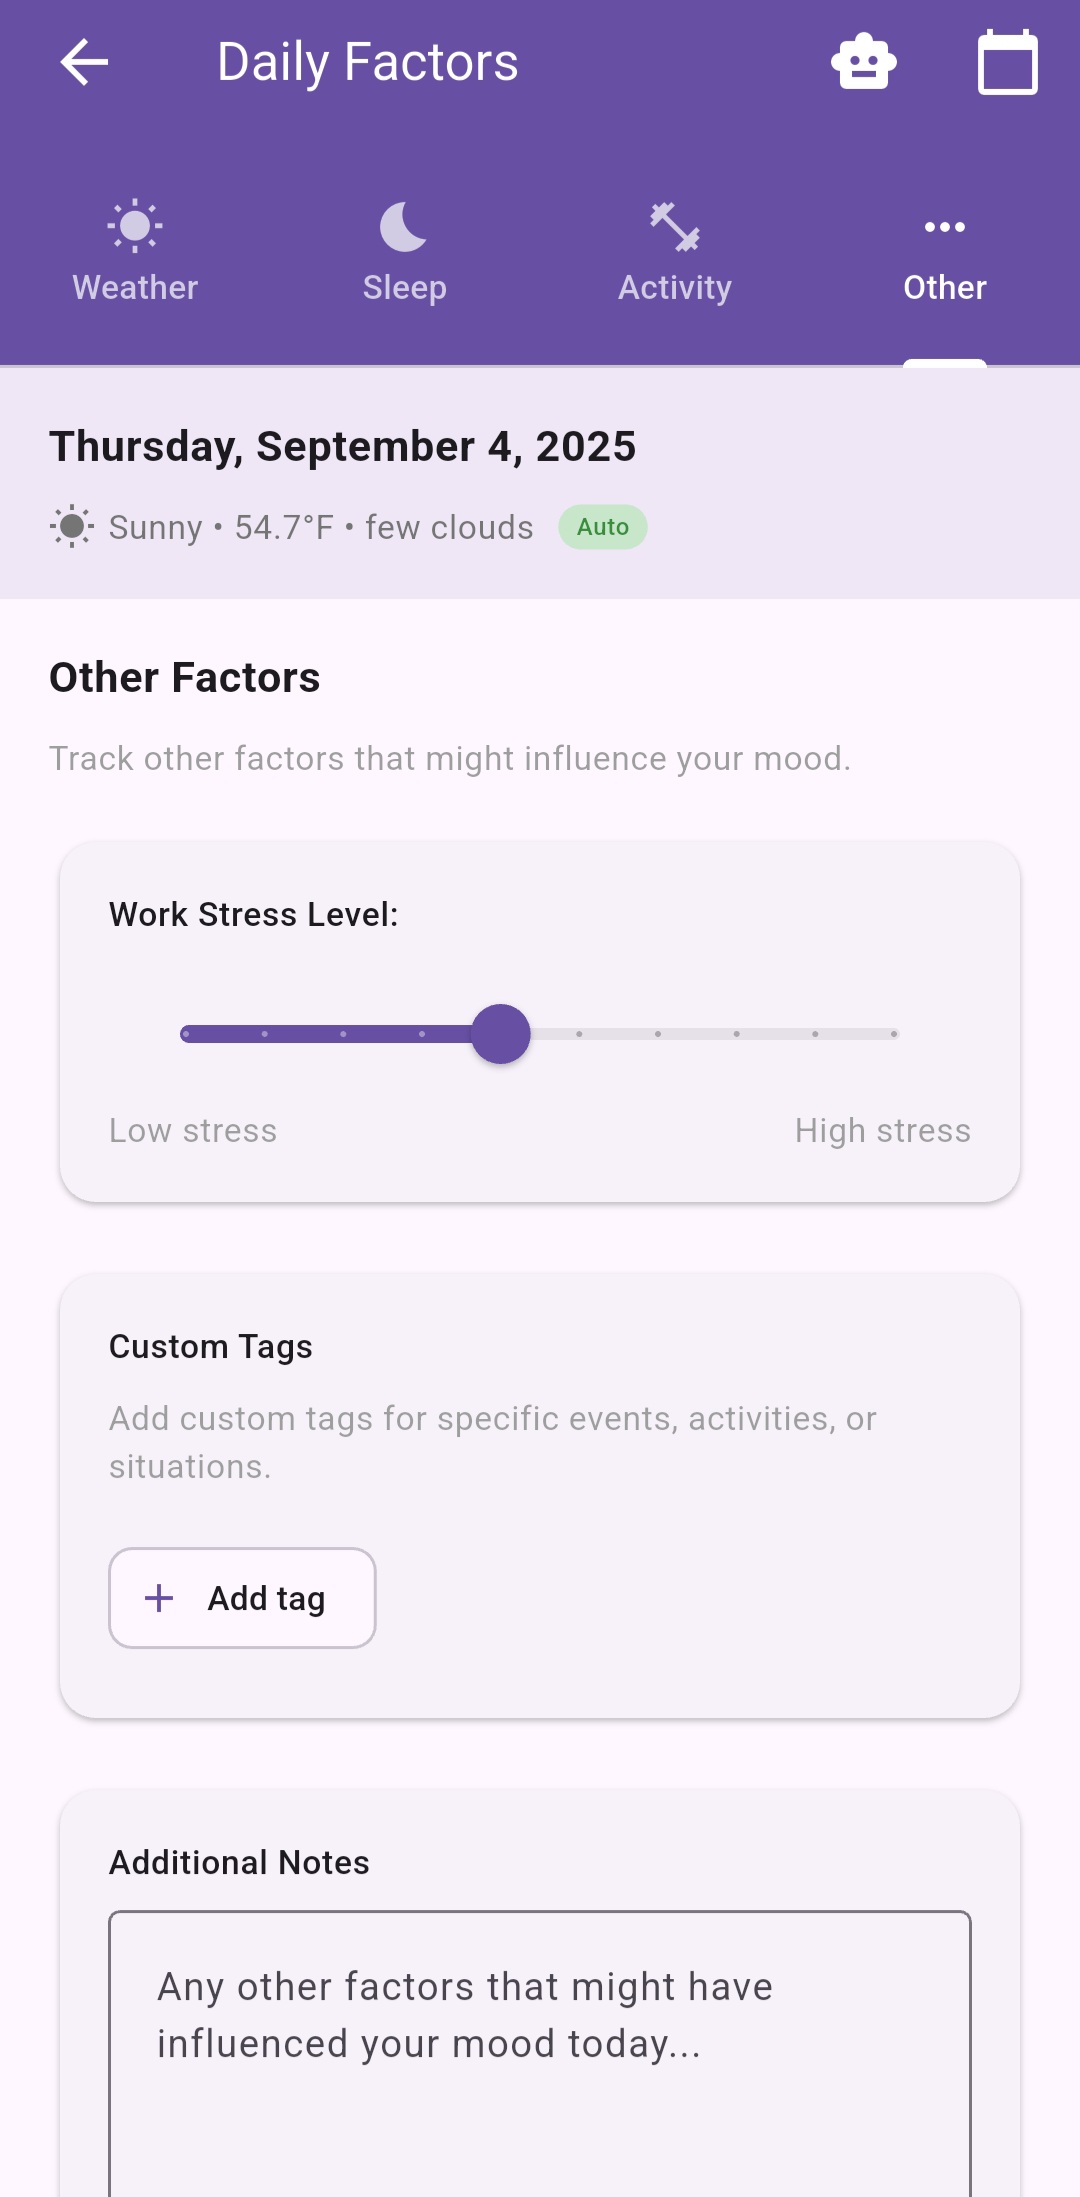 Daily Factors
Weather
Sleep
Activity
Other
Thursday, September 4, 2025
Sunny • 54.7°F • few clouds
Auto
Other Factors
Track other factors that might influence your mood.
Work Stress Level:
Low stress
High stress
Custom Tags
Add custom tags for specific events, activities, or
situations.
Add tag
Additional Notes
Any other factors that might have
influenced your mood today...